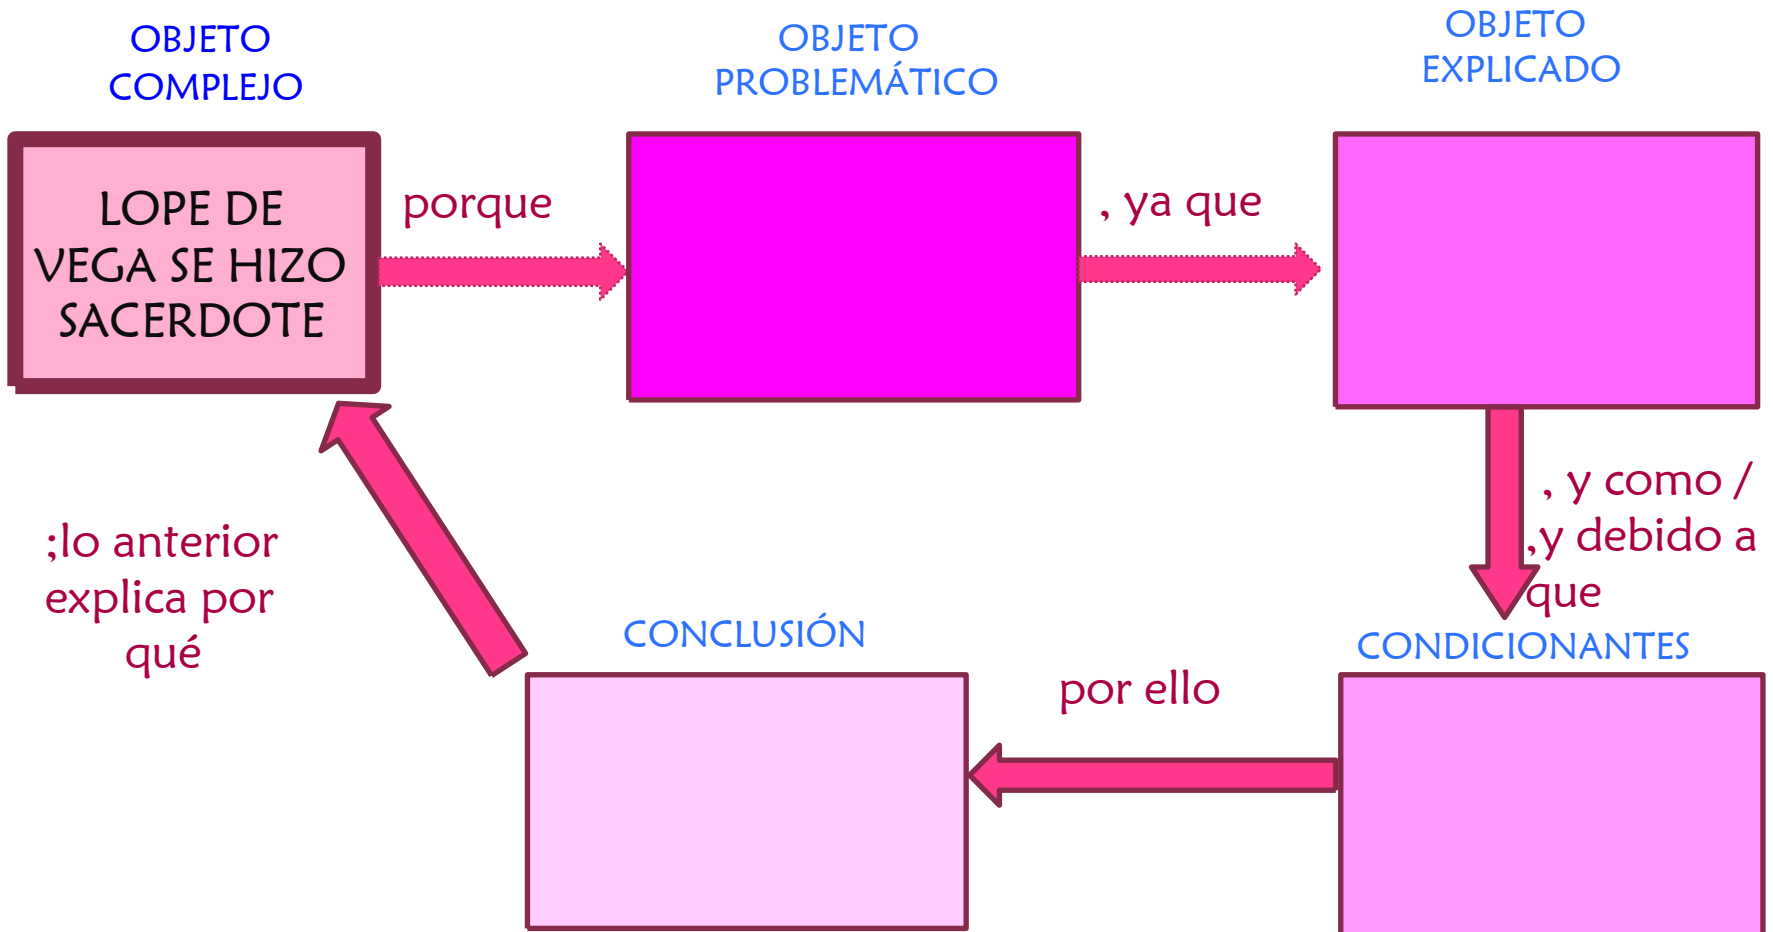 OBJETO
COMPLEJO
OBJETO
PROBLEMÁTICO
OBJETO
EXPLICADO
LOPE DE
VEGA SE HIZO
SACERDOTE
porque
, ya que
, y como /
,y debido a
que
;lo anterior
explica por
qué
CONCLUSIÓN
por ello
CONDICIONANTES